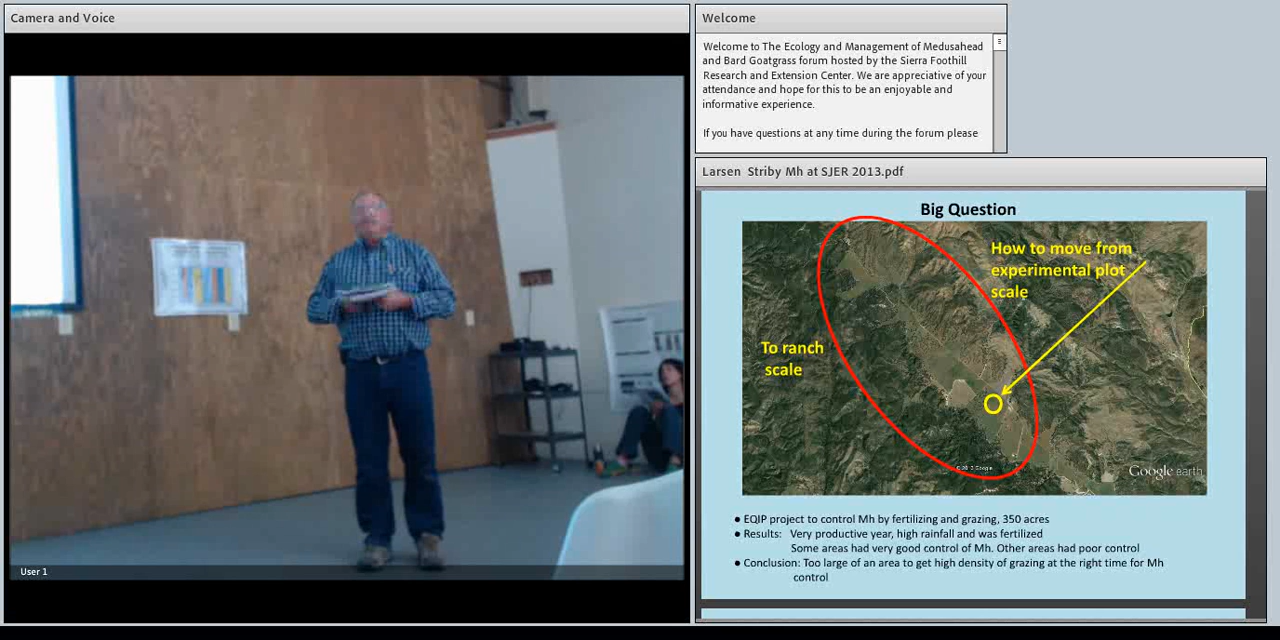 Camera and Voice
Welcome
Welcome to The Ecology and Management of Medusahead
and Bard Goatgrass forum hosted by the Sierra Foothill
Research and Extension Center. We are appreciative of your
attendance and hope for this to be an enjoyable and
informative experience.
If you have questions at any time during the forum please
Larsen Striby Mh at SJER 2013.pdf
Big Question
How to move from
experimental plot
scale
To ranch
scale
Google earth
• EQIP project to control Mh by fertilizing and grazing, 350 acres
• Results: Very productive year, high rainfall and was fertilized
Some areas had very good control of Mh. Other areas had poor control
• Conclusion: Too large of an area to get high density of grazing at the right time for Mh
control
User 1